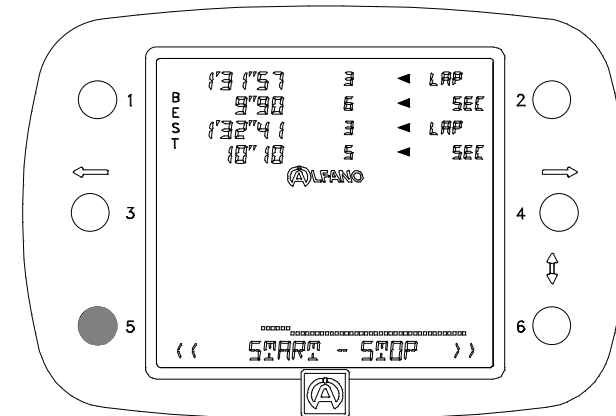 1'31"57 3 ◄ LAP
BEST
9"90 6 ◄ SEC
1'32"41 3 ◄ LAP
10"10 5 ◄ SEC
ALFANO
1
2
3
4
5
6
‹‹ START - STOP ››